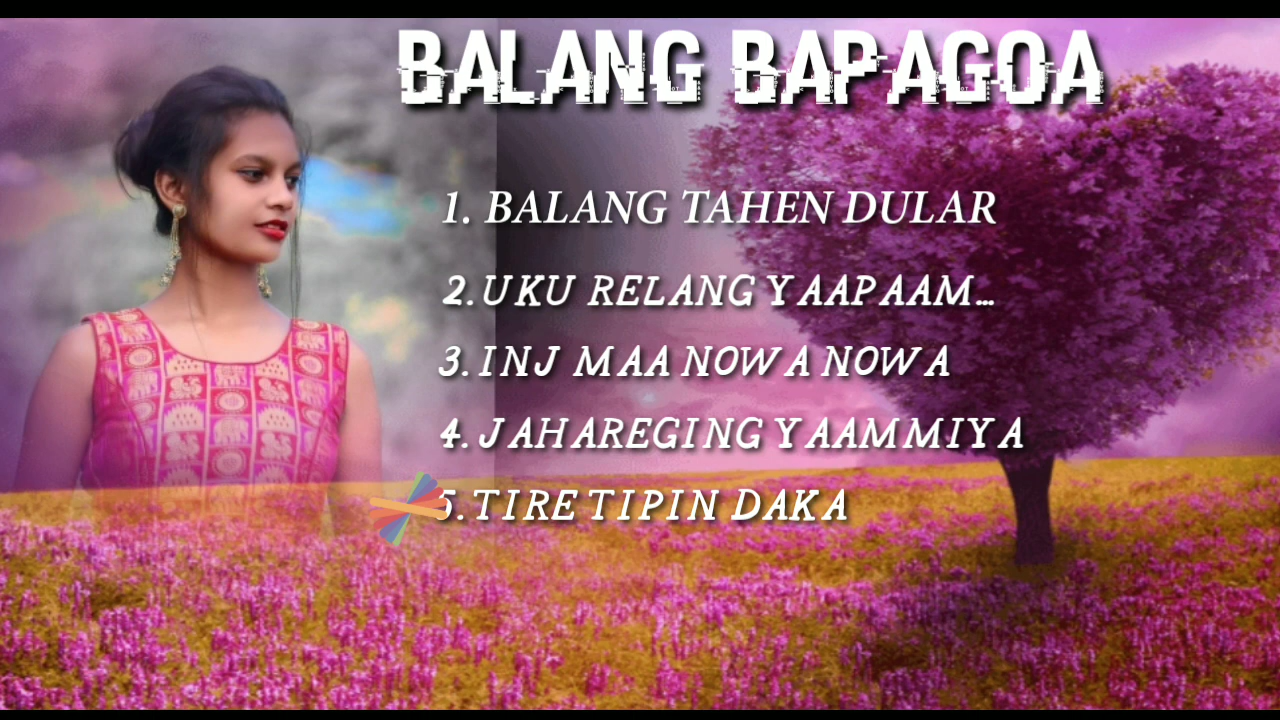 BALANG BAPAGOA
1. BALANG TAHEN DULAR
2. UKU RELANG YAAPAAM...
3. INJ MAA NOWA NOWA
4. JAHAREGING YAAMMIYA
5. TIRE TIPIN DAKA